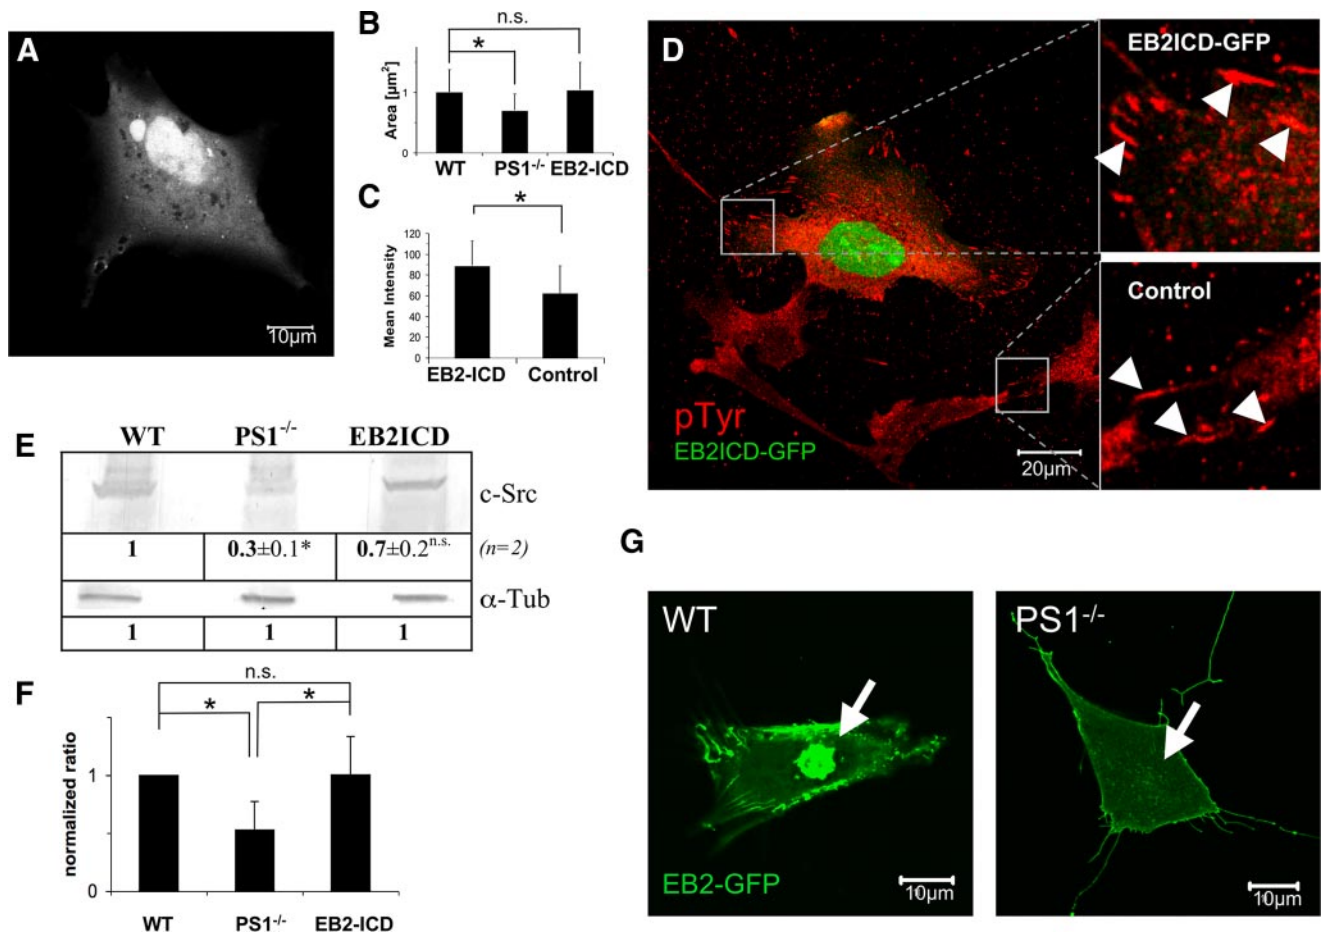 A
10µm
B
n.s.
*
Area [µm²]
1
0
WT PS1⁻/⁻ EB2-ICD
C
*
Mean Intensity
120
100
80
60
40
20
0
EB2-ICD Control
D
pTyr
EB2ICD-GFP
20µm
EB2ICD-GFP
Control
E
WT PS1⁻/⁻ EB2ICD
c-Src
1 0.3±0.1* 0.7±0.2ⁿ·ˢ· (n=2)
α-Tub
1 1 1
F
n.s.
* *
normalized ratio
1
0
WT PS1⁻/⁻ EB2-ICD
G
WT
EB2-GFP
10µm
PS1⁻/⁻
10µm